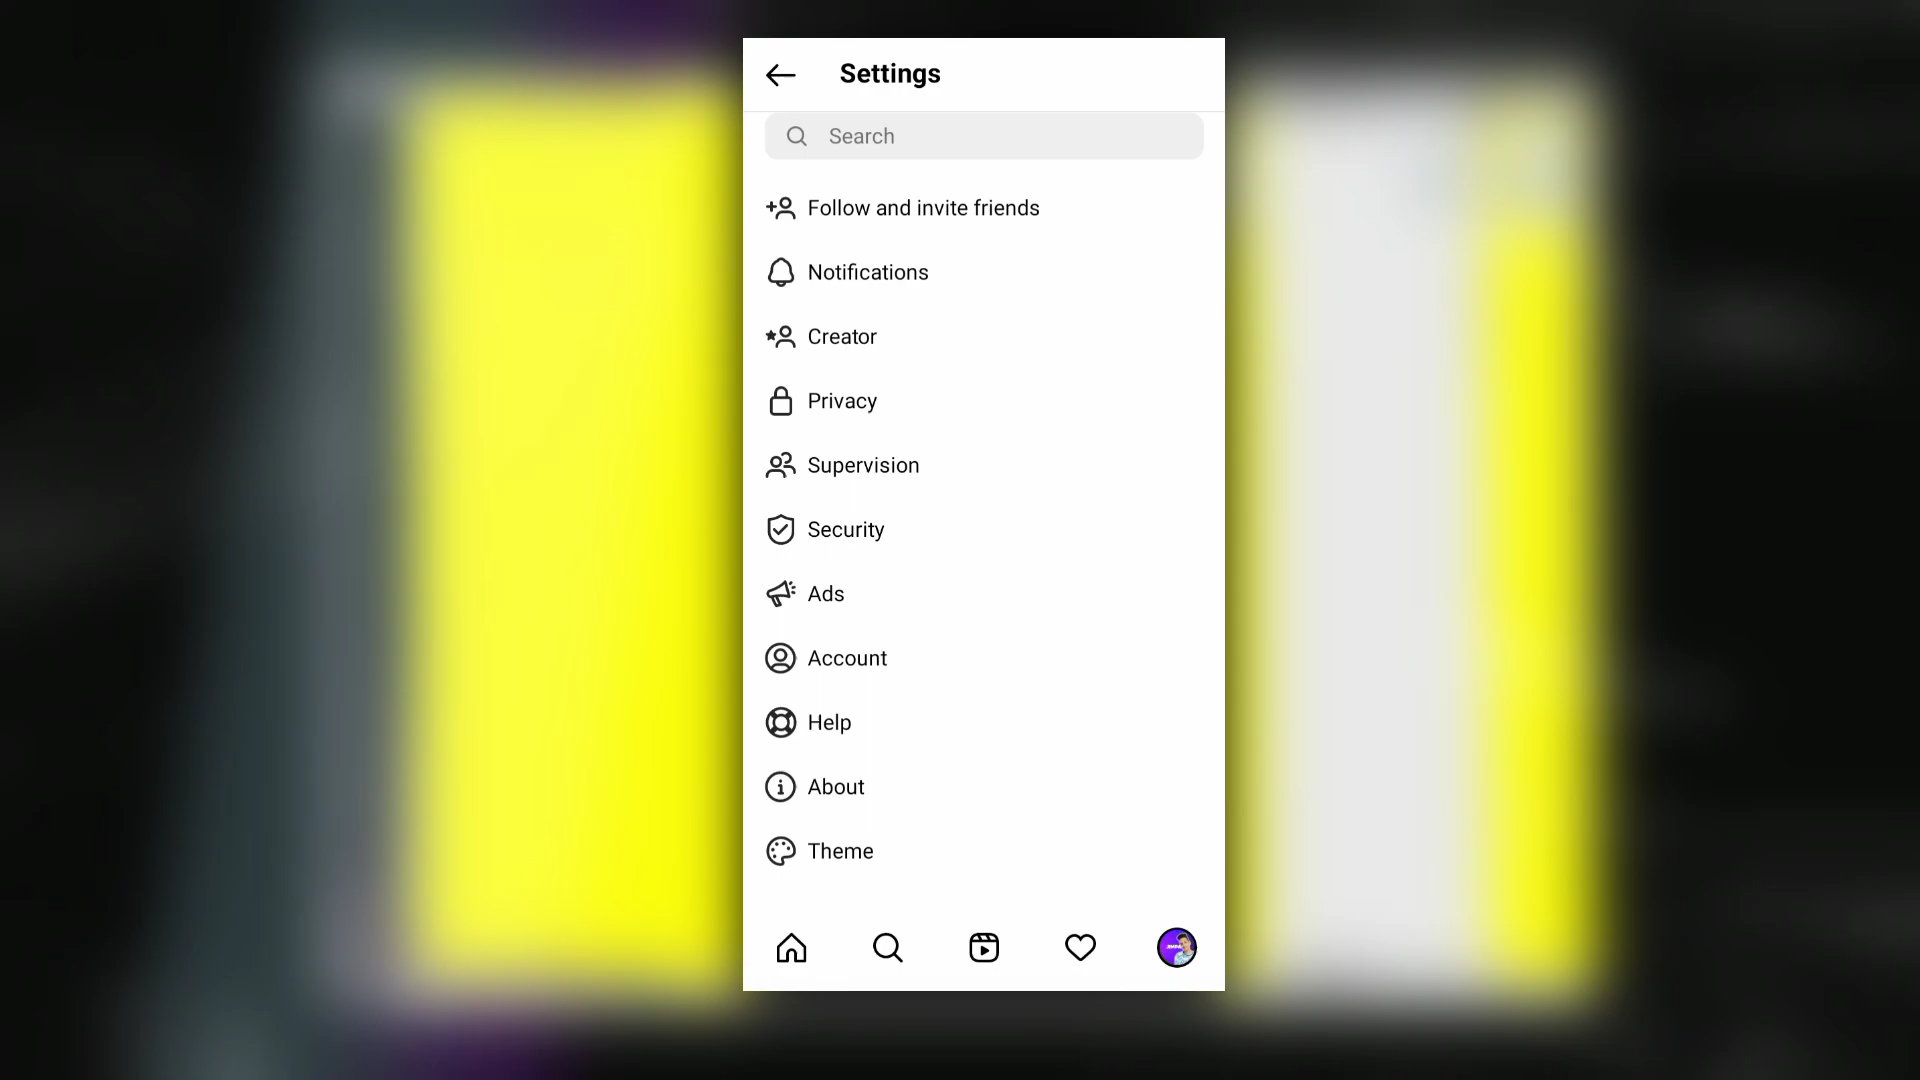 Settings
Search
Follow and invite friends
Notifications
Creator
Privacy
Supervision
Security
Ads
Account
Help
About
Theme